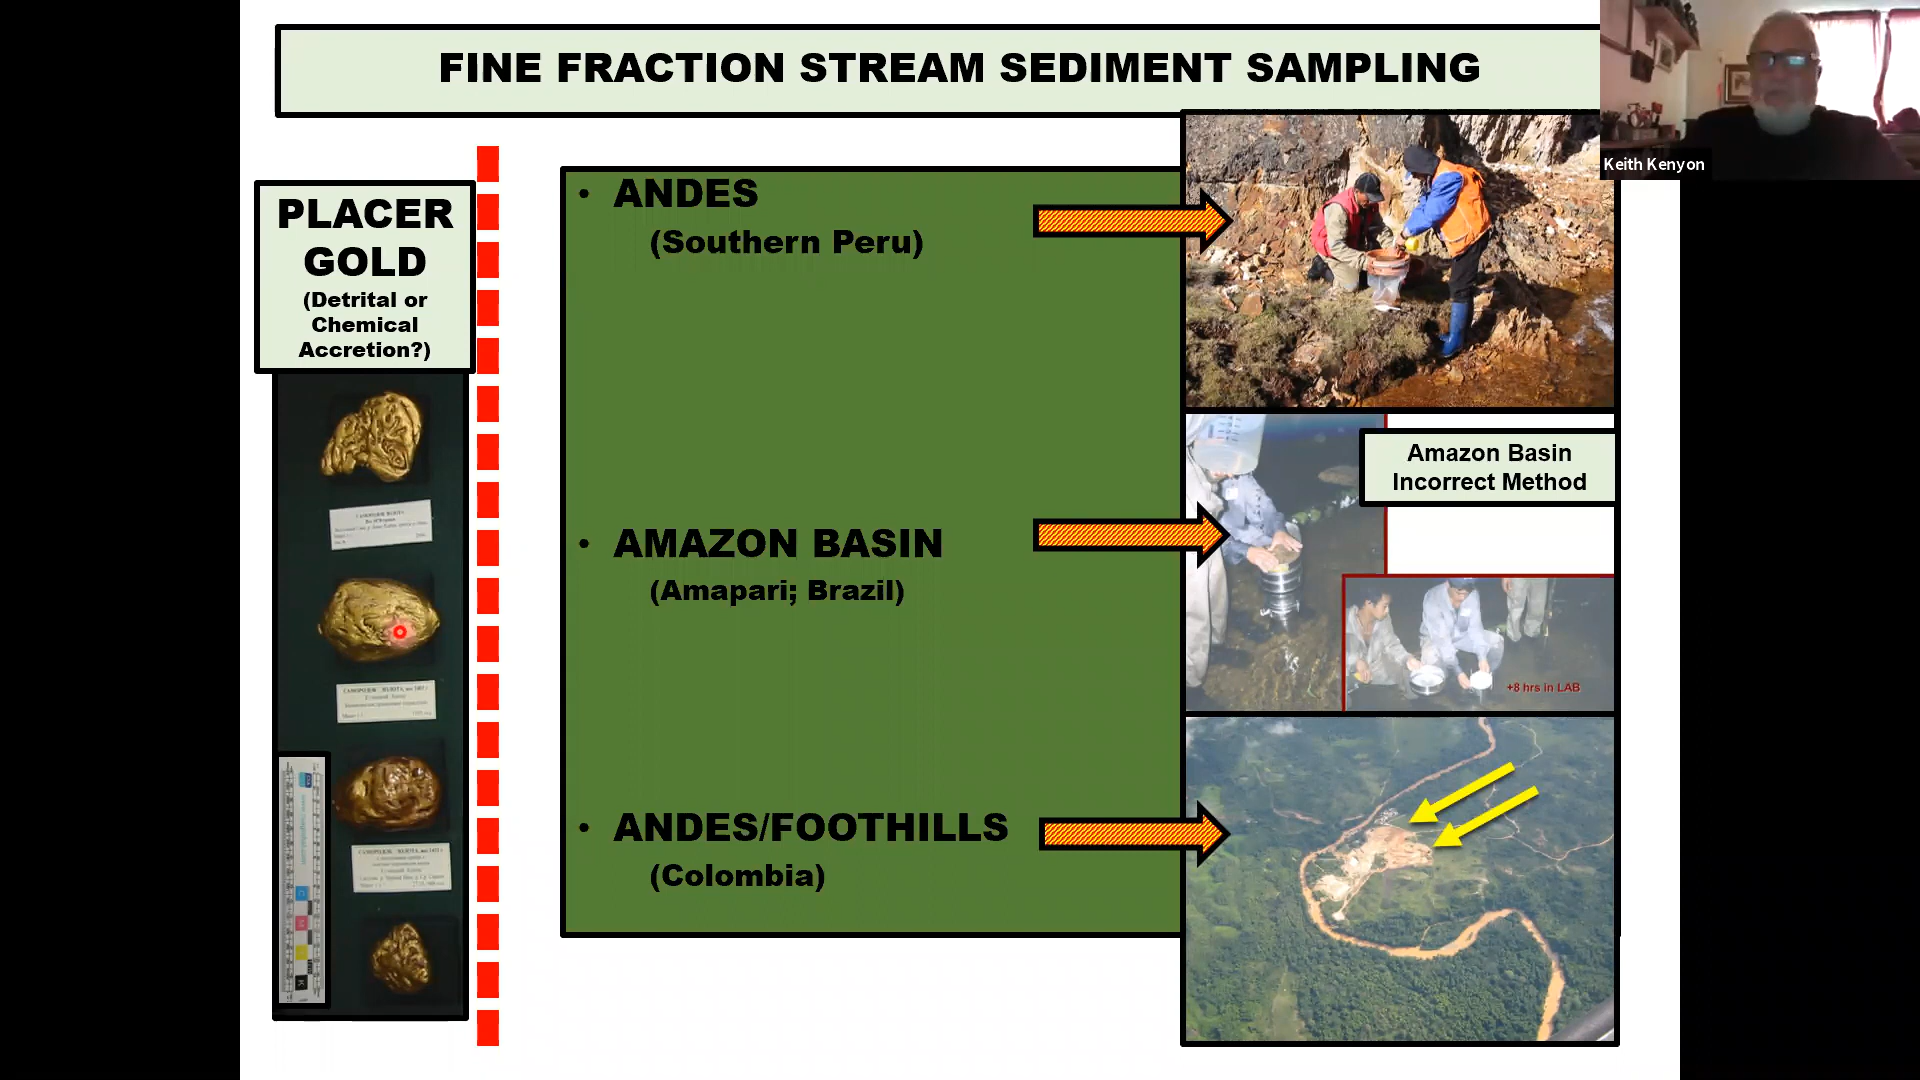 FINE FRACTION STREAM SEDIMENT SAMPLING
Keith Kenyon
PLACER
GOLD
(Detrital or
Chemical
Accretion?)
• ANDES
(Southern Peru)
• AMAZON BASIN
(Amapari; Brazil)
• ANDES/FOOTHILLS
(Colombia)
Amazon Basin
Incorrect Method
+8 hrs in LAB